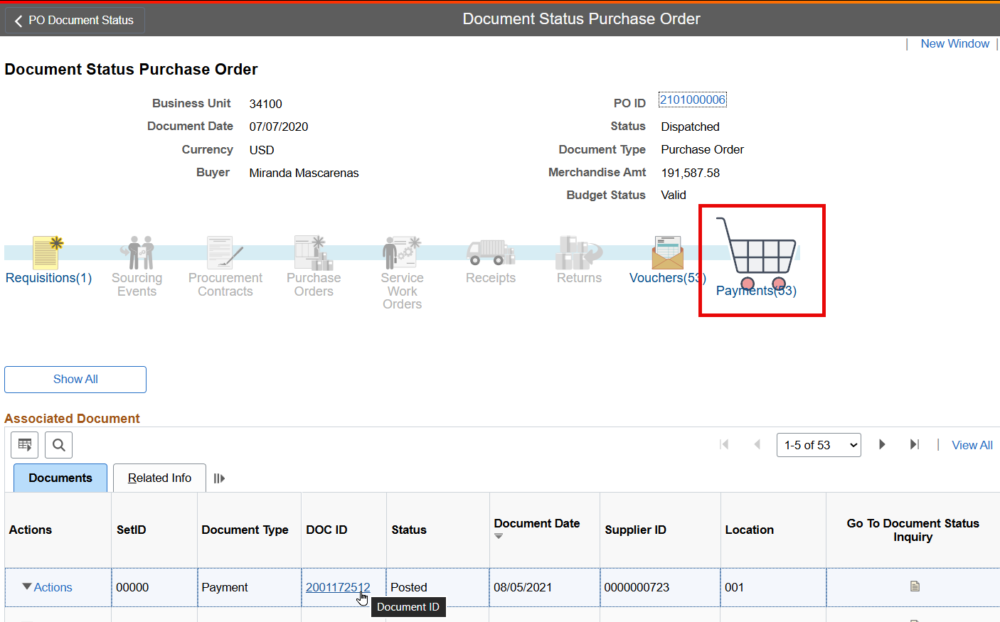 PO Document Status
Document Status Purchase Order
| New Window |
Document Status Purchase Order
Business Unit 34100
PO ID 2101000006
Document Date 07/07/2020
Status Dispatched
Currency USD
Document Type Purchase Order
Buyer Miranda Mascarenas
Merchandise Amt 191,587.58
Budget Status Valid
Requisitions(1)
Sourcing
Events
Procurement
Contracts
Purchase
Orders
Service
Work
Orders
Receipts
Returns
Vouchers(53)
Payments(53)
Show All
Associated Document
1-5 of 53
| View All
Documents
Related Info
Actions
SetID
Document Type
DOC ID
Status
Document Date
Supplier ID
Location
Go To Document Status
Inquiry
Actions 00000 Payment 2001172512 Posted 08/05/2021 0000000723 001
Document ID